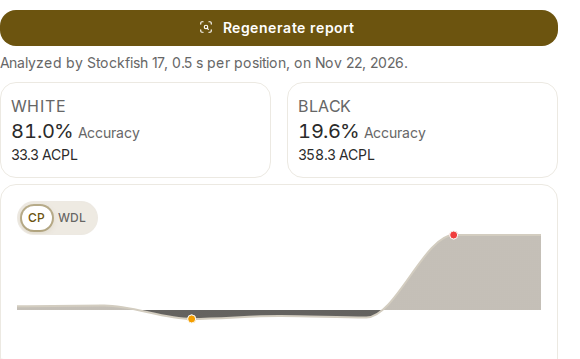 Regenerate report
Analyzed by Stockfish 17, 0.5 s per position, on Nov 22, 2026.
WHITE
81.0% Accuracy
33.3 ACPL
BLACK
19.6% Accuracy
358.3 ACPL
CP WDL